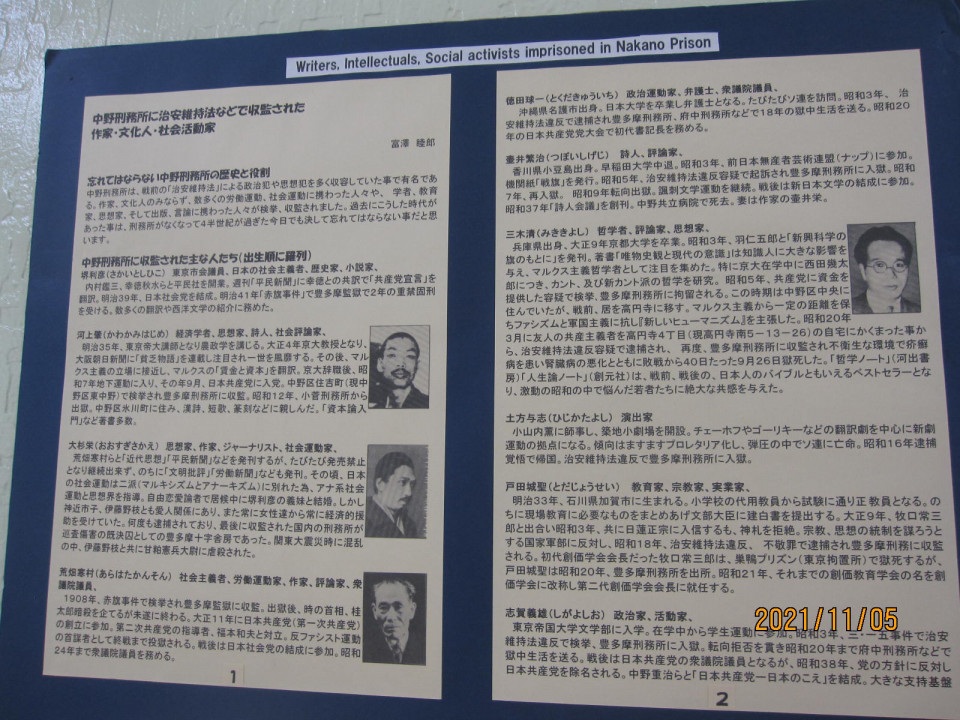 Writers, Intellectuals, Social activists imprisoned in Nakano Prison
中野刑務所に治安維持法などで収監された
作家・文化人・社会活動家
富澤 睦郎
忘れてはならない中野刑務所の歴史と役割
中野刑務所は、戦前の「治安維持法」による政治犯や思想犯を多く収容していた事で有名であ
る。作家、文化人のみならず、数多くの労働運動、社会運動に携わった人々や、 学者、教育
家、思想家、そして出版、言論に携わった人々が検挙、収監されました。過去にこうした時代が
あった事は、刑務所がなくなって4半世紀が過ぎた今日でも決して忘れてはならない事だと思
います。
中野刑務所に収監された主な人たち(出生順に羅列)
堺利彦(さかいとしひこ) 東京市会議員、日本の社会主義者、歴史家、小説家、
内村鑑三、幸徳秋水らと平民社を開業。週刊「平民新聞」に幸徳との共訳で「共産党宣言」を
翻訳。明治39年、日本社会党を結成。明治41年「赤旗事件」で豊多摩監獄で2年の重禁固刑
を受ける。数多くの翻訳や西洋文学の紹介に務めた。
河上肇(かわかみはじめ) 経済学者、思想家、詩人、社会評論家、
明治35年、東京帝大講師となり農政学を講じる。大正4年京大教授となり、
大阪朝日新聞に「貧乏物語」を連載し注目され一世を風靡する。その後、マル
クス主義の立場に接近し、マルクスの「賃金と資本」を翻訳。京大辞職後、昭
和7年地下運動に入り、その年9月、日本共産党に入党。中野区住吉町(現中
野区東中野)で検挙され豊多摩刑務所に収監。昭和12年、小菅刑務所から
出獄。中野区氷川町に住み、漢詩、短歌、篆刻などに親しんだ。「資本論入
門」など著書多数。
大杉栄(おおすぎさかえ) 思想家、作家、ジャーナリスト、社会運動家、
荒畑寒村らと「近代思想」「平民新聞」などを発刊するが、たびたび発売禁止
となり継続出来ず、のちに「文明批評」「労働新聞」なども発刊。その頃、日本
の社会運動は二派(マルキシズムとアナーキズム)に別れた為、アナ系社会
運動と思想界を指導。自由恋愛論者で居候中に堺利彦の義妹と結婚。しかし
神近市子、伊藤野枝とも愛人関係にあり、また常に女性達から常に経済的援
助を受けていた。何度も逮捕されており、最後に収監された国内の刑務所が
巡査傷害の既決囚としての豊多摩十字舎房であった。関東大震災時に混乱
の中、伊藤野枝と共に甘粕憲兵大尉に虐殺された。
荒畑寒村(あらはたかんそん) 社会主義者、労働運動家、作家、評論家、衆
議院議員、
1908年、赤旗事件で検挙され豊多摩監獄に収監。出獄後、時の首相、桂
太郎暗殺を企てるが未遂に終わる。大正11年に日本共産党(第一次共産党)
の創立に参加。第二次共産党の指導者、福本和夫と対立。反ファシスト運動
の首謀者として終戦まで投獄される。戦後は日本社会党の結成に参加。昭和
24年まで衆議院議員を務める。
1
徳田球一(とくだきゅういち) 政治運動家、弁護士、衆議院議員、
沖縄県名護市出身。日本大学を卒業し弁護士となる。たびたびソ連を訪問。昭和3年、 治
安維持法違反で逮捕され豊多摩刑務所、府中刑務所などで18年の獄中生活を送る。昭和20
年の日本共産党党大会で初代書記長を務める。
壷井繁治(つぼいしげじ) 詩人、評論家、
香川県小豆島出身。早稲田大学中退。昭和3年、前日本無産者芸術連盟(ナップ)に参加。
機関紙「戦旗」を発行。昭和5年、治安維持法違反容疑で起訴され豊多摩刑務所に入獄。昭和
7年、再入獄。 昭和9年転向出獄。諷刺文学運動を継続。戦後は新日本文学の結成に参加。
昭和37年「詩人会議」を創刊。中野共立病院で死去。妻は作家の壷井栄。
三木清(みききよし) 哲学者、評論家、思想家、
兵庫県出身、大正9年京都大学を卒業。昭和3年、羽仁五郎と「新興科学の
旗のもとに」を発刊。著書「唯物史観と現代の意識」は知識人に大きな影響を
与え、マルクス主義哲学者として注目を集めた。特に京大在学中に西田幾太
郎につき、カント、及び新カント派の哲学を研究。 昭和5年、共産党に資金を
提供した容疑で検挙、豊多摩刑務所に拘留される。この時期は中野区中央に
住んでいたが、戦前、居を高円寺に移す。マルクス主義から一定の距離を保
ちファシズムと軍国主義に抗し『新しいヒューマニズム』を主張した。昭和20年
3月に友人の共産主義者を高円寺4丁目(現高円寺南5-13-26)の自宅にかくまった事か
ら、治安維持法違反容疑で逮捕され、 再度、豊多摩刑務所に収監され不衛生な環境で疥癬
病を患い腎臓病の悪化とともに敗戦から40日たった9月26日獄死した。「哲学ノート」(河出書
房)「人生論ノート」(創元社)は、戦前、戦後の、日本人のバイブルともいえるベストセラーとな
り、激動の昭和の中で悩んだ若者たちに絶大な共感を与えた。
土方与志(ひじかたよし) 演出家
小山内薫に師事し、築地小劇場を開設。チェーホフやゴーリキーなどの翻訳劇を中心に新劇
運動の拠点になる。傾向はますますプロレタリア化し、弾圧の中でソ連に亡命。昭和16年逮捕
覚悟で帰国。治安維持法違反で豊多摩刑務所に入獄。
戸田城聖(とだじょうせい) 教育家、宗教家、実業家、
明治33年、石川県加賀市に生まれる。小学校の代用教員から試験に通り正 教員となる。の
ちに現場教育に必要なものをまとめあげ文部大臣に建白書を提出する。大正9年、牧口常三
郎と出合い昭和3年、共に日蓮正宗に入信するも、神札を拒絶。宗教、思想の統制を謀ろうと
する国家軍部に反対し、昭和18年、治安維持法違反、 不敬罪で逮捕され豊多摩刑務所に収監
される。初代創価学会会長だった牧口常三郎は、巣鴨プリズン(東京拘置所)で獄死するが、
戸田城聖は昭和20年、豊多摩刑務所を出所。昭和21年、それまでの創価教育学会の名を創
価学会に改称し第二代創価学会会長に就任する。
志賀義雄(しがよしお) 政治家、活動家、
東京帝国大学文学部に入学。在学中から学生運動に参加。昭和3年、三・一五事件で治安
維持法違反で検挙、豊多摩刑務所に入獄。転向拒否を貫き昭和20年まで府中刑務所などで
獄中生活を送る。戦後は日本共産党の衆議院議員となるが、昭和38年、党の方針に反対し
日本共産党を除名される。中野重治らと「日本共産党―日本のこえ」を結成。大きな支持基盤
2
2021/11/05